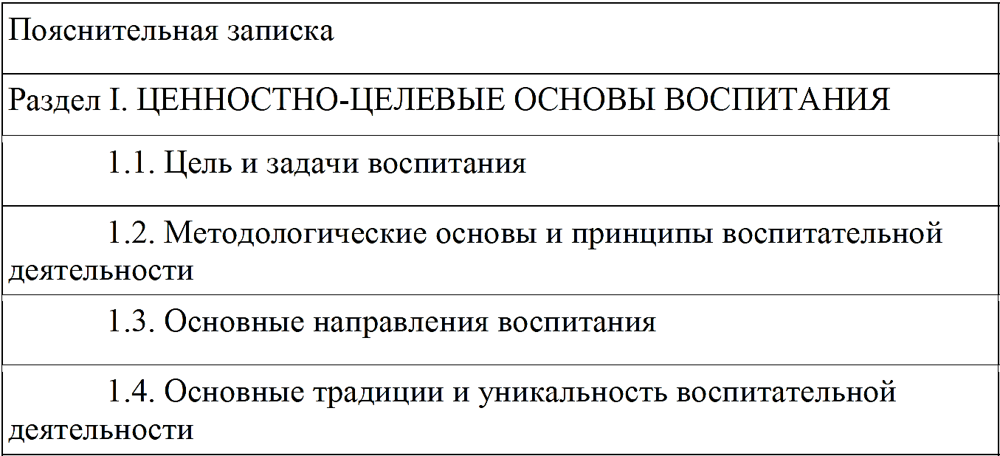 Пояснительная записка
Раздел I. ЦЕННОСТНО-ЦЕЛЕВЫЕ ОСНОВЫ ВОСПИТАНИЯ
1.1. Цель и задачи воспитания
1.2. Методологические основы и принципы воспитательной
деятельности
1.3. Основные направления воспитания
1.4. Основные традиции и уникальность воспитательной
деятельности